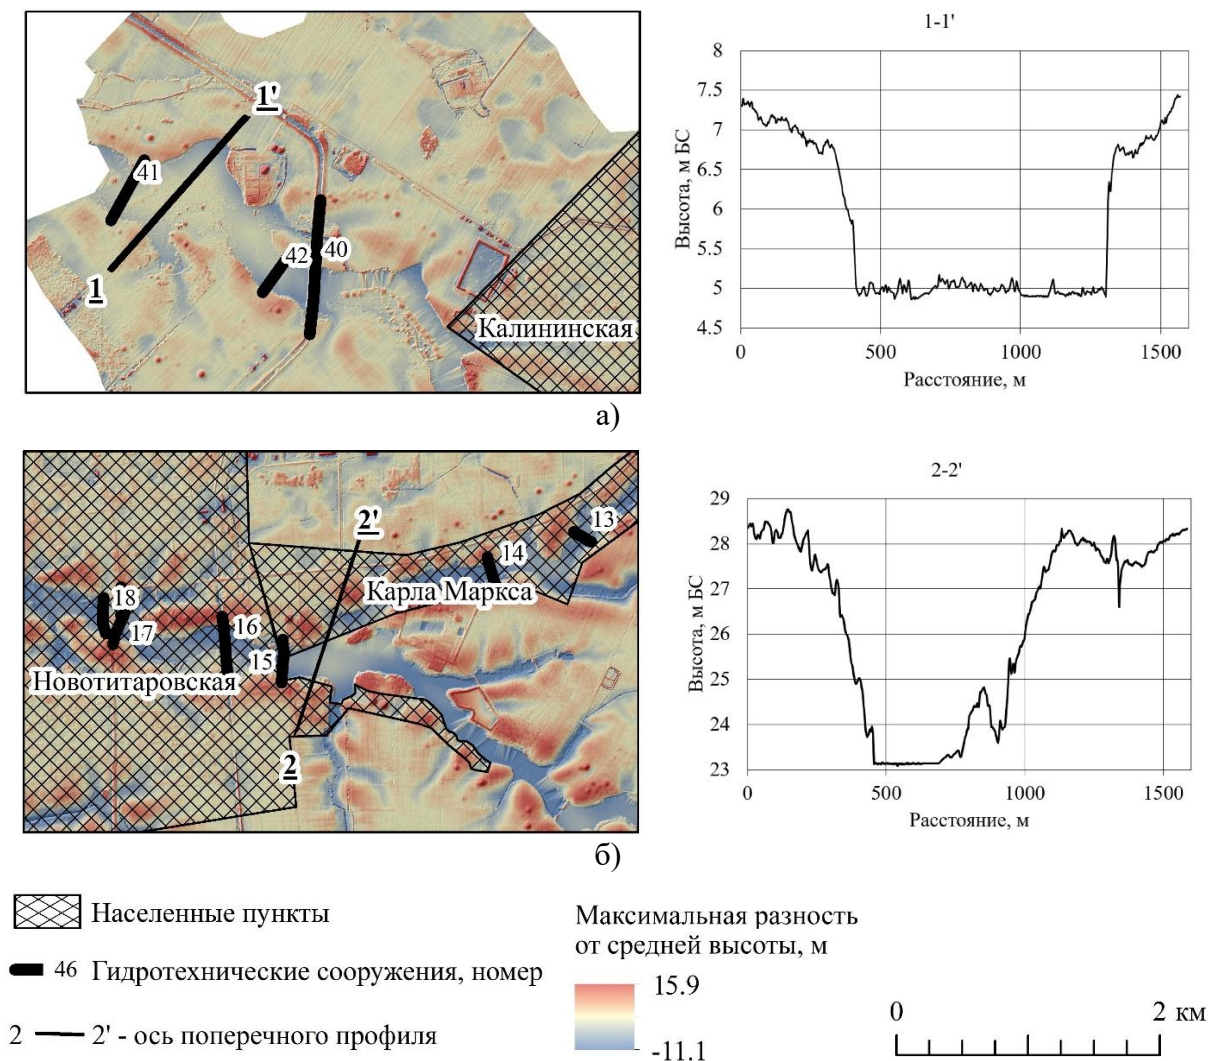 1-1'
8
7.5
7
6.5
6
5.5
5
4.5
Высота, м БС
0
500
1000
1500
Расстояние, м
1'
41
1
42
40
Калининская
а)
2-2'
29
28
27
26
25
24
23
Высота, м БС
0
500
1000
1500
Расстояние, м
2'
13
14
Карла Маркса
18
17
16
15
Новотитаровская
2
б)
Населенные пункты
46 Гидротехнические сооружения, номер
2 2' - ось поперечного профиля
Максимальная разность
от средней высоты, м
15.9
-11.1
0 2 км